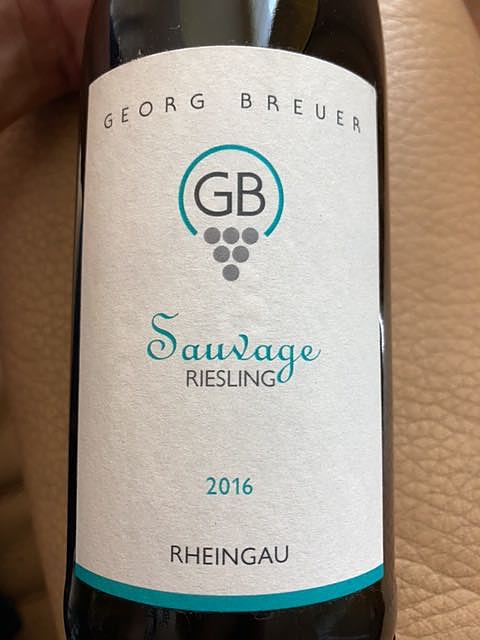 GEORG BREUER
GB
Sauvage
RIESLING
2016
RHEINGAU